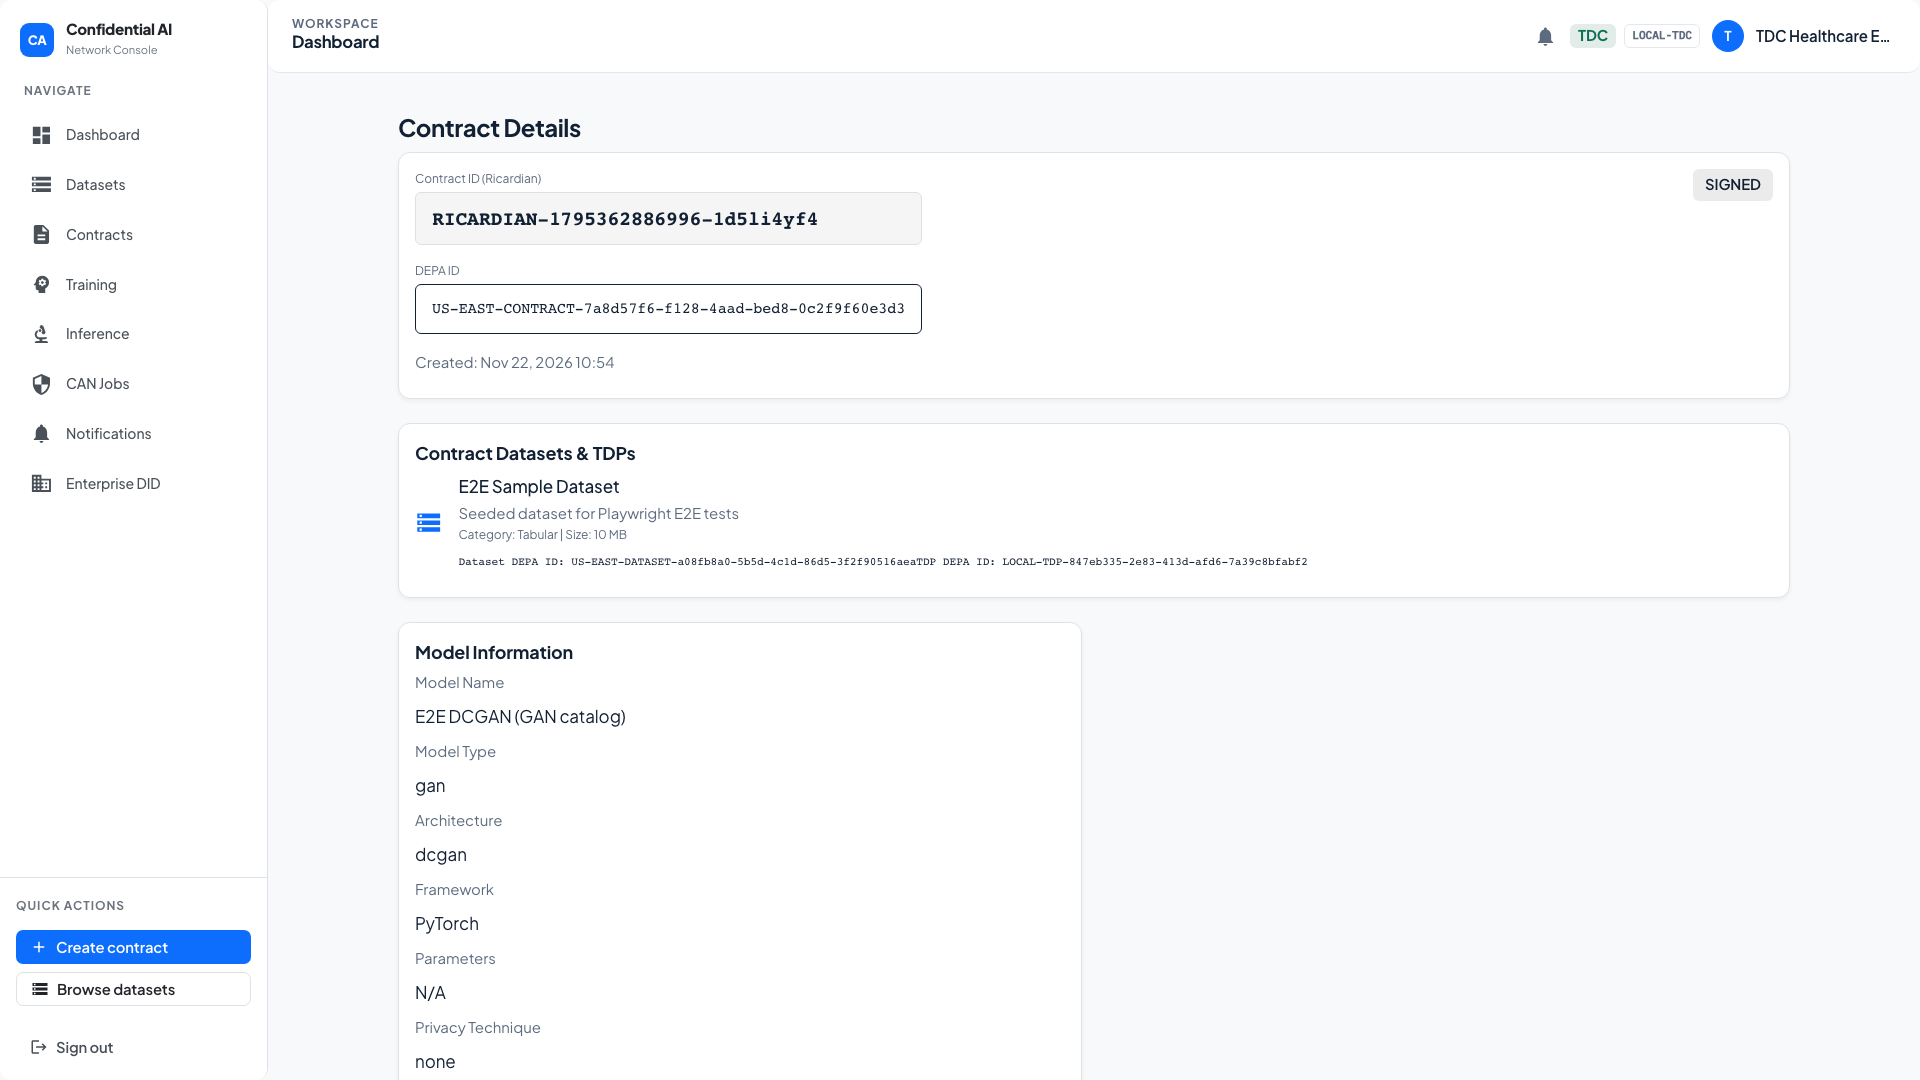 CA
Confidential AI
Network Console
NAVIGATE
Dashboard
Datasets
Contracts
Training
Inference
CAN Jobs
Notifications
Enterprise DID
QUICK ACTIONS
Create contract
Browse datasets
Sign out
WORKSPACE
Dashboard
TDC
LOCAL-TDC
T
TDC Healthcare E...
Contract Details
Contract ID (Ricardian)
SIGNED
RICARDIAN-1795362886996-1d5li4yf4
DEPA ID
US-EAST-CONTRACT-7a8d57f6-f128-4aad-bed8-0c2f9f60e3d3
Created: Nov 22, 2026 10:54
Contract Datasets & TDPs
E2E Sample Dataset
Seeded dataset for Playwright E2E tests
Category: Tabular | Size: 10 MB
Dataset DEPA ID: US-EAST-DATASET-a08fb8a0-5b5d-4c1d-86d5-3f2f90516aeaTDP DEPA ID: LOCAL-TDP-847eb335-2e83-413d-afd6-7a39c8bfabf2
Model Information
Model Name
E2E DCGAN (GAN catalog)
Model Type
gan
Architecture
dcgan
Framework
PyTorch
Parameters
N/A
Privacy Technique
none